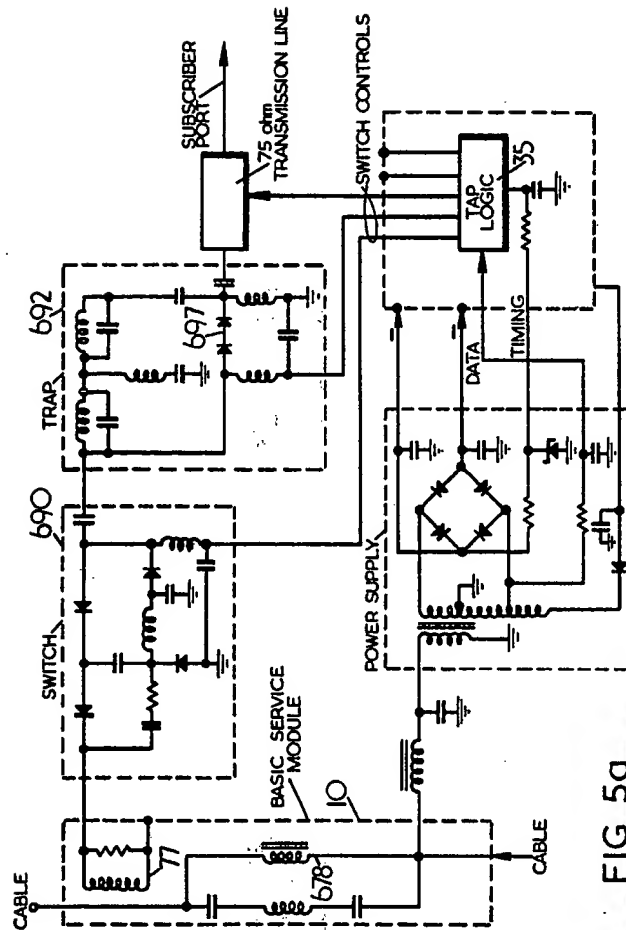 SUBSCRIBER
PORT
75 ohm
TRANSMISSION LINE
692
TRAP
697
SWITCH CONTROLS
690
SWITCH
TAP
LOGIC
35
DATA
TIMING
POWER SUPPLY
BASIC SERVICE
MODULE
10
77
678
CABLE
CABLE
FIG 5a